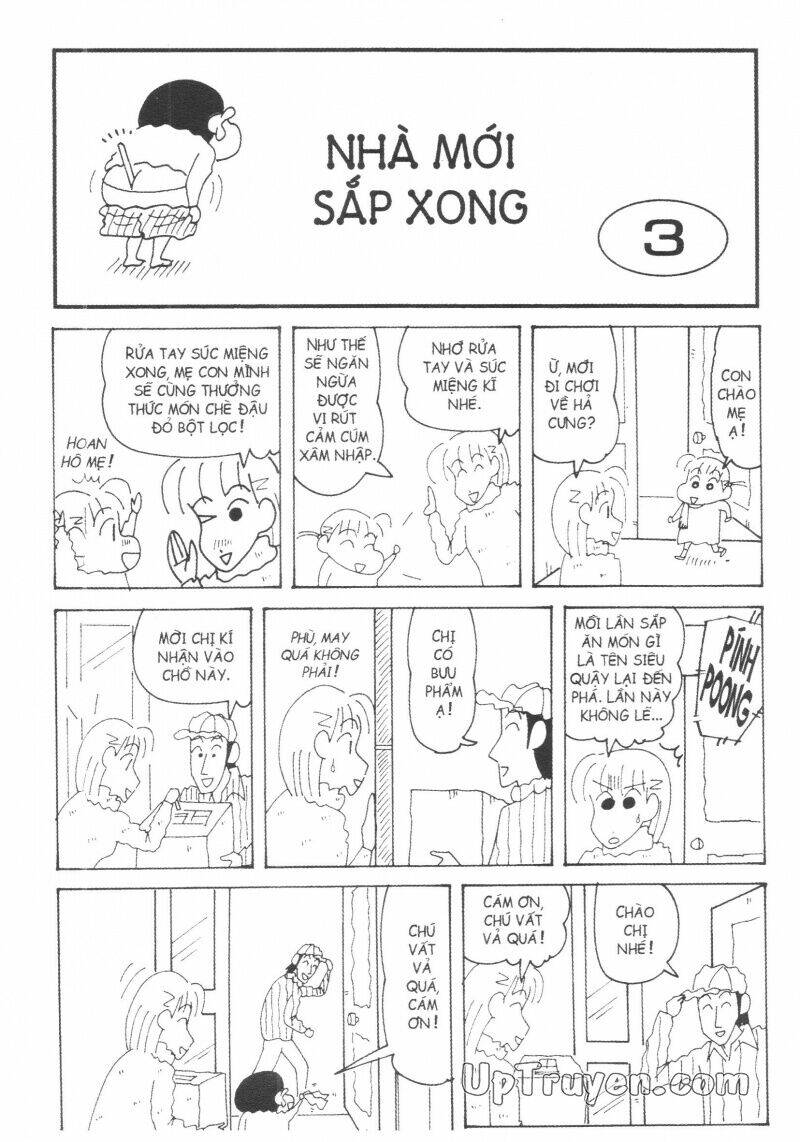 NHÀ MỚI
SẮP XONG
3
CON
CHÀO
MẸ
Ạ!
Ừ, MỚI
ĐI CHƠI
VỀ HẢ
CƯNG?
NHỚ RỬA
TAY VÀ SÚC
MIỆNG KĨ
NHÉ.
NHƯ THẾ
SẼ NGĂN
NGỪA
ĐƯỢC
VI RÚT
CẢM CÚM
XÂM NHẬP.
RỬA TAY SÚC MIỆNG
XONG, MẸ CON MÌNH
SẼ CÙNG THƯỞNG
THỨC MÓN CHÈ ĐẬU
ĐỎ BỘT LỌC!
HOAN
HÔ MẸ!
PÍNH
POONG
MỖI LẦN SẮP
ĂN MÓN GÌ
LÀ TÊN SIÊU
QUẬY LẠI ĐẾN
PHÁ. LẦN NÀY
KHÔNG LẼ...
CHỊ
CÓ
BƯU
PHẨM
Ạ!
PHÙ, MAY
QUÁ KHÔNG
PHẢI!
MỜI CHỊ KÍ
NHẬN VÀO
CHỖ NÀY.
CHÀO
CHỊ
NHÉ!
CÁM ƠN,
CHÚ VẤT
VẢ QUÁ!
CHÚ
VẤT
VẢ
QUÁ,
CÁM
ƠN!
UpTruyen.com